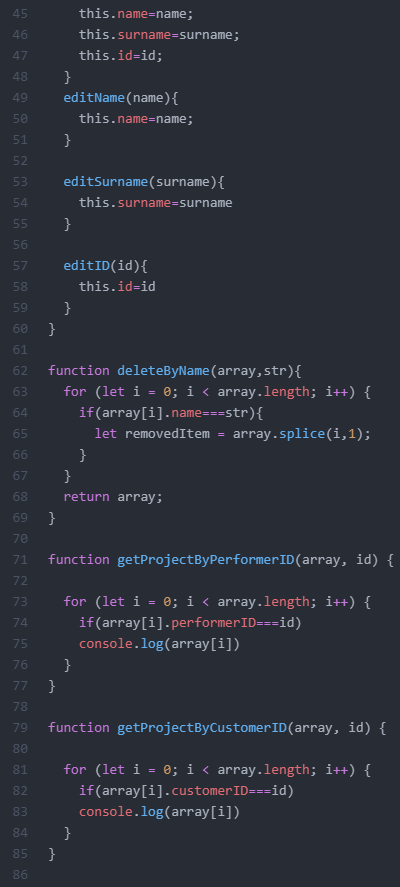 45 this.name=name;
46 this.surname=surname;
47 this.id=id;
48 }
49 editName(name){
50 this.name=name;
51 }
52
53 editSurname(surname){
54 this.surname=surname
55 }
56
57 editID(id){
58 this.id=id
59 }
60 }
61
62 function deleteByName(array,str){
63 for (let i = 0; i < array.length; i++) {
64 if(array[i].name===str){
65 let removedItem = array.splice(i,1);
66 }
67 }
68 return array;
69 }
70
71 function getProjectByPerformerID(array, id) {
72
73 for (let i = 0; i < array.length; i++) {
74 if(array[i].performerID===id)
75 console.log(array[i])
76 }
77 }
78
79 function getProjectByCustomerID(array, id) {
80
81 for (let i = 0; i < array.length; i++) {
82 if(array[i].customerID===id)
83 console.log(array[i])
84 }
85 }
86